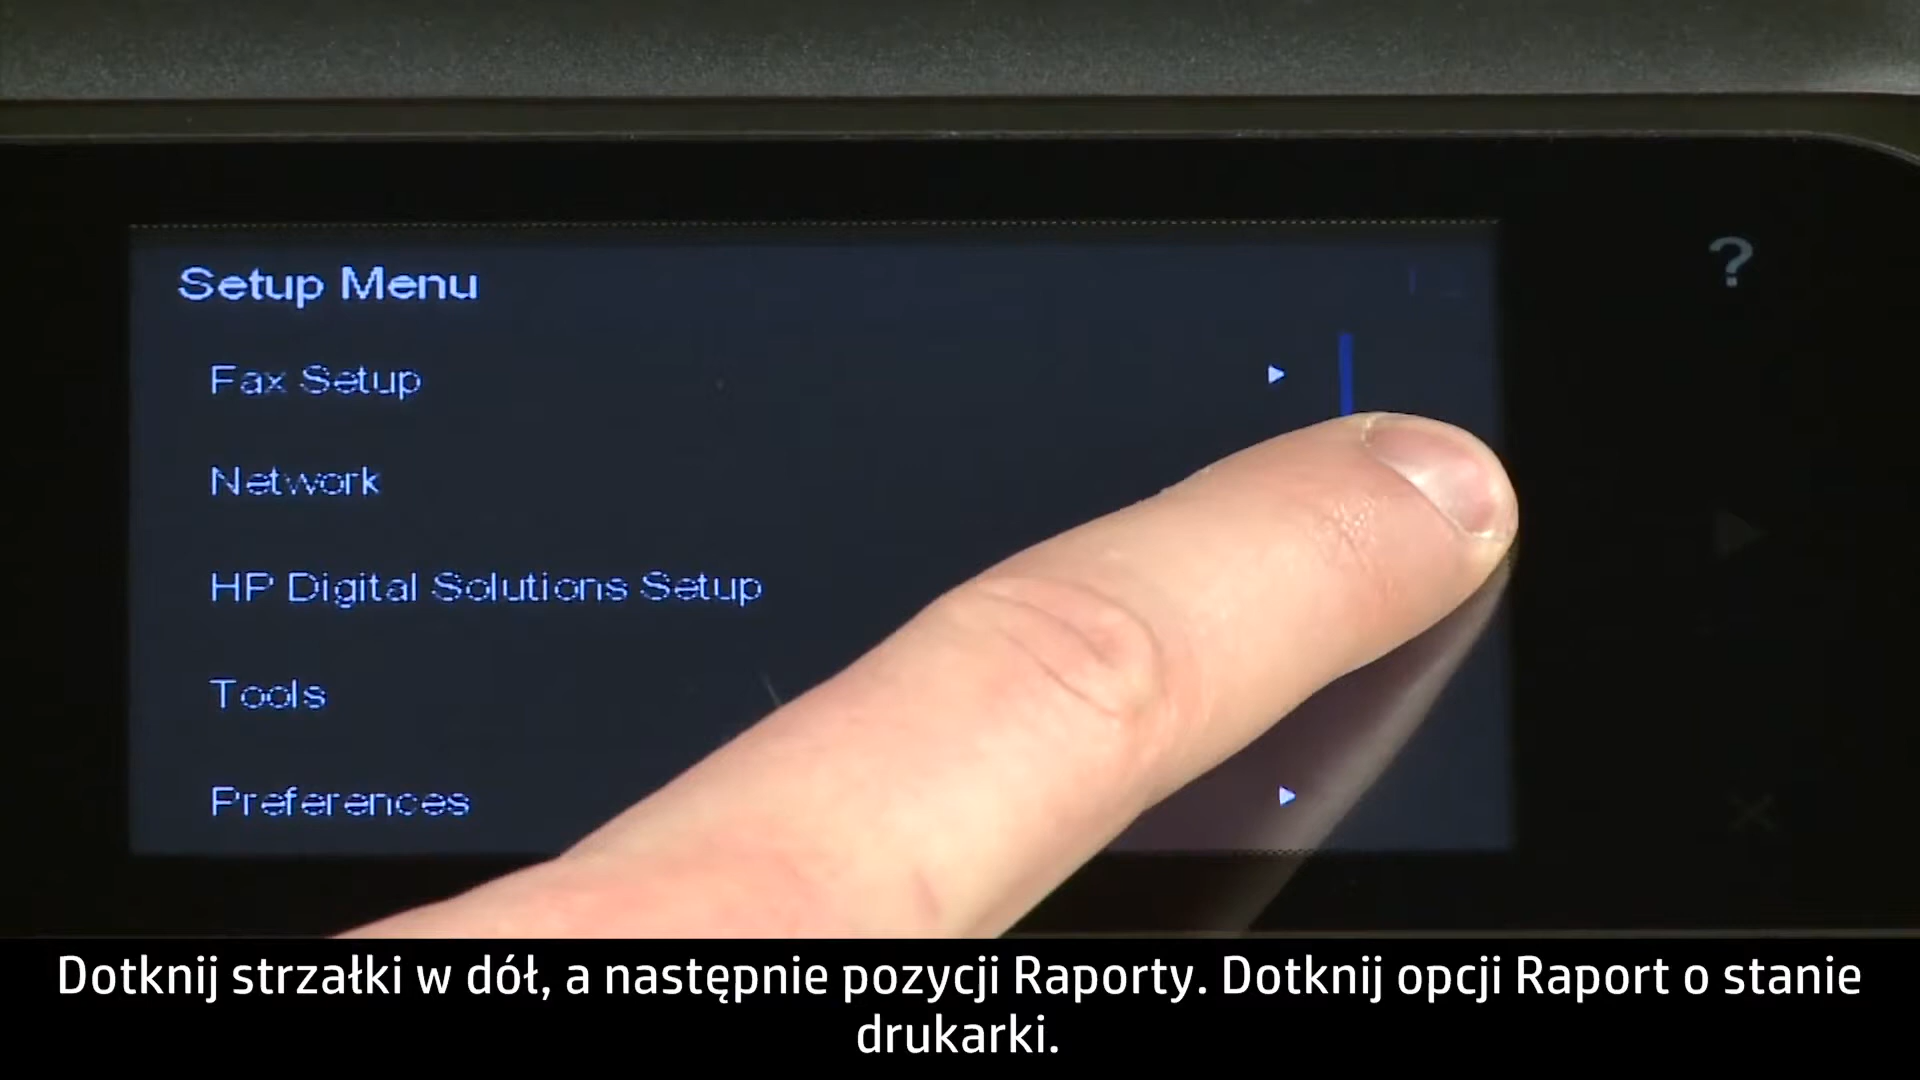 Setup Menu
?
Fax Setup
Network
HP Digital Solutions Setup
Tools
Preferences
Dotknij strzałki w dół, a następnie pozycji Raporty. Dotknij opcji Raport o stanie
drukarki.